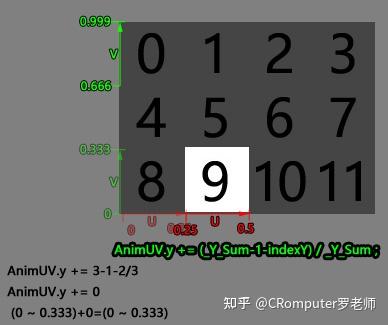 0.999
0 1 2 3
V
0.666
4 5 6 7
0.333
8 9 10 11
V
0
0 U 0.25 U 0.5
AnimUV.y += (_Y_Sum-1-indexY) / _Y_Sum ;
AnimUV.y += 3-1-2/3
AnimUV.y += 0
(0 ~ 0.333)+0=(0 ~ 0.333)
知乎 @CRomputer罗老师